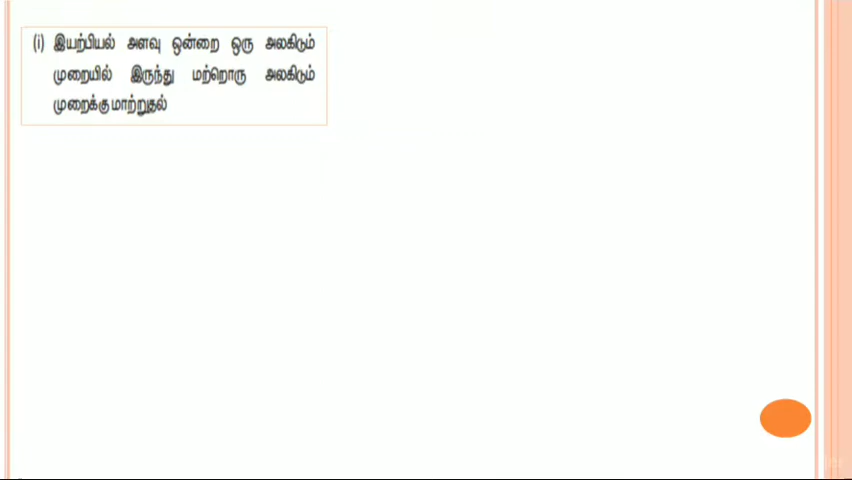 (i) இயற்பியல் அளவு ஒன்றை ஒரு அலகிடும்
முறையில் இருந்து மற்றொரு அலகிடும்
முறைக்கு மாற்றுதல்